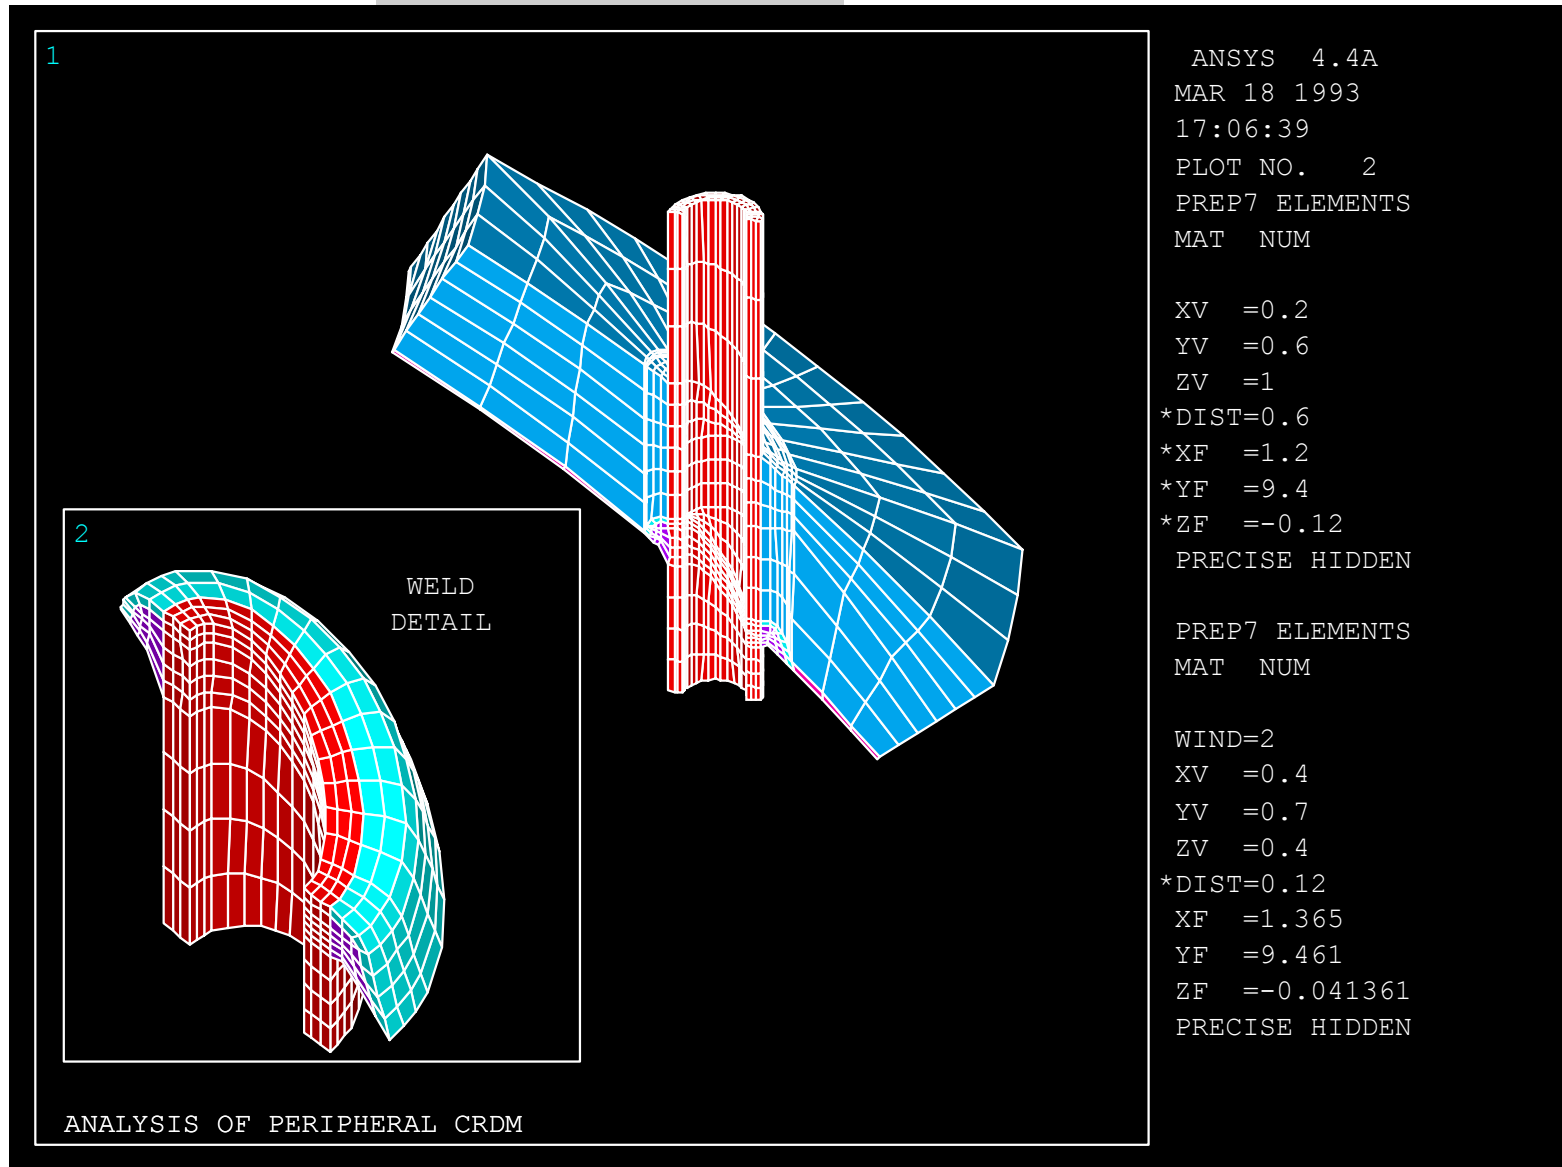 1
ANSYS 4.4A
MAR 18 1993
17:06:39
PLOT NO. 2
PREP7 ELEMENTS
MAT NUM
XV =0.2
YV =0.6
ZV =1
*DIST=0.6
*XF =1.2
*YF =9.4
*ZF =-0.12
PRECISE HIDDEN
PREP7 ELEMENTS
MAT NUM
WIND=2
XV =0.4
YV =0.7
ZV =0.4
*DIST=0.12
XF =1.365
YF =9.461
ZF =-0.041361
PRECISE HIDDEN
2
WELD
DETAIL
ANALYSIS OF PERIPHERAL CRDM